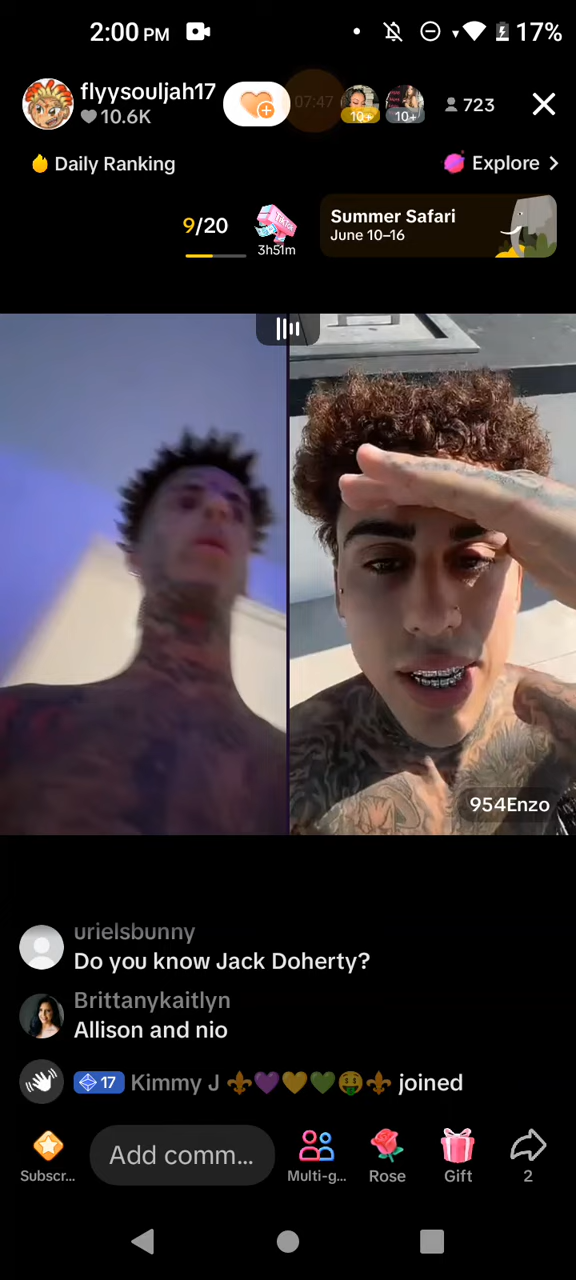 2:00 PM
17%
flyysouljah17
10.6K
07:47
10+
10+
723
Daily Ranking
Explore >
9/20
TikTok
3h51m
Summer Safari
June 10–16
954Enzo
urielsbunny
Do you know Jack Doherty?
Brittanykaitlyn
Allison and nio
17 Kimmy J ⚜️💜💛💚🤑⚜️ joined
Add comm...
Subscr...
Multi-g...
Rose
Gift
2